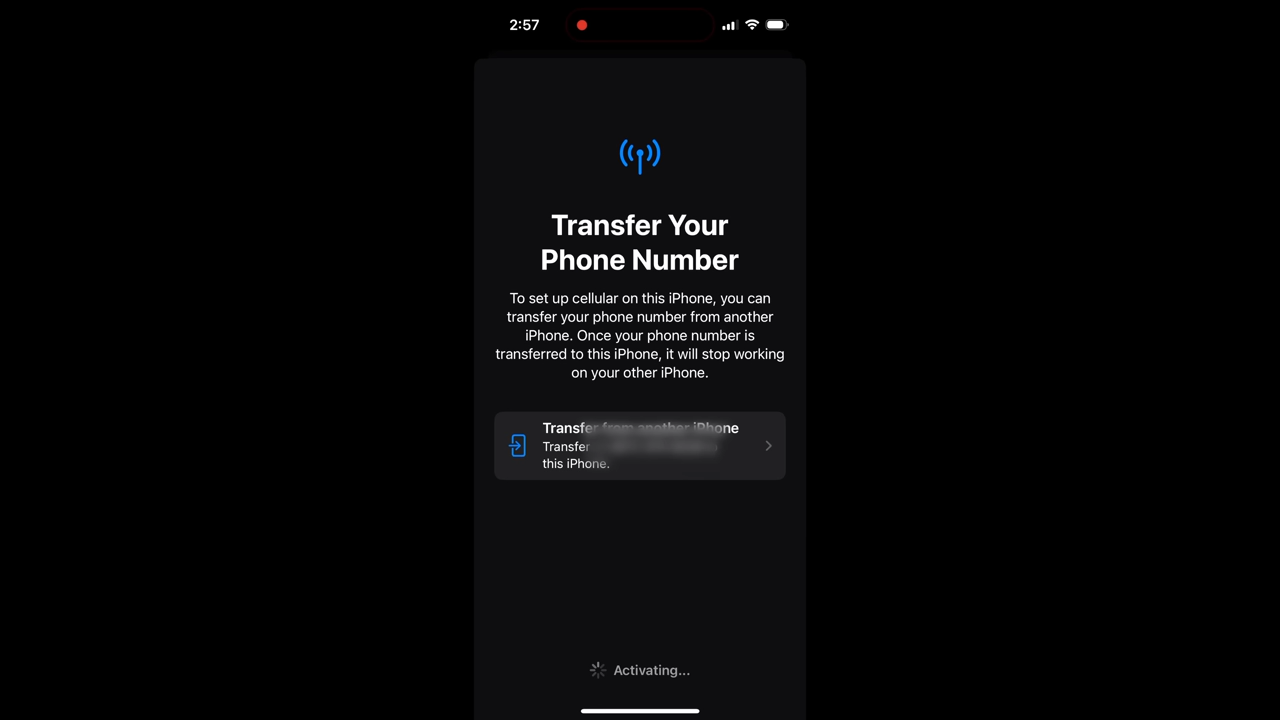 2:57
Transfer Your
Phone Number
To set up cellular on this iPhone, you can
transfer your phone number from another
iPhone. Once your phone number is
transferred to this iPhone, it will stop working
on your other iPhone.
Transfer from another iPhone
Transfer
this iPhone.
Activating...